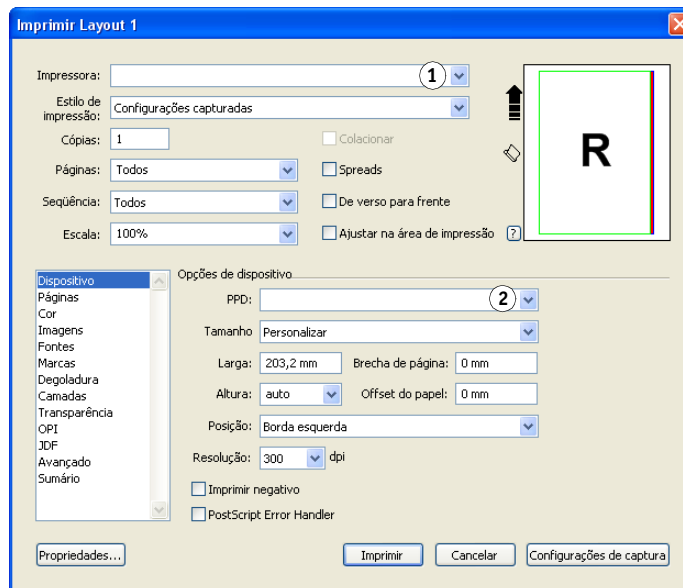 Imprimir Layout 1
Impressora: 1
Estilo de impressão: Configurações capturadas
Cópias: 1 Colacionar
Páginas: Todos Spreads
Seqüência: Todos De verso para frente
Escala: 100% Ajustar na área de impressão ?
R
Dispositivo
Páginas
Cor
Imagens
Fontes
Marcas
Degoladura
Camadas
Transparência
OPI
JDF
Avançado
Sumário
Opções de dispositivo
PPD: 2
Tamanho Personalizar
Larga: 203,2 mm Brecha de página: 0 mm
Altura: auto Offset do papel: 0 mm
Posição: Borda esquerda
Resolução: 300 dpi
Imprimir negativo
PostScript Error Handler
Propriedades... Imprimir Cancelar Configurações de captura